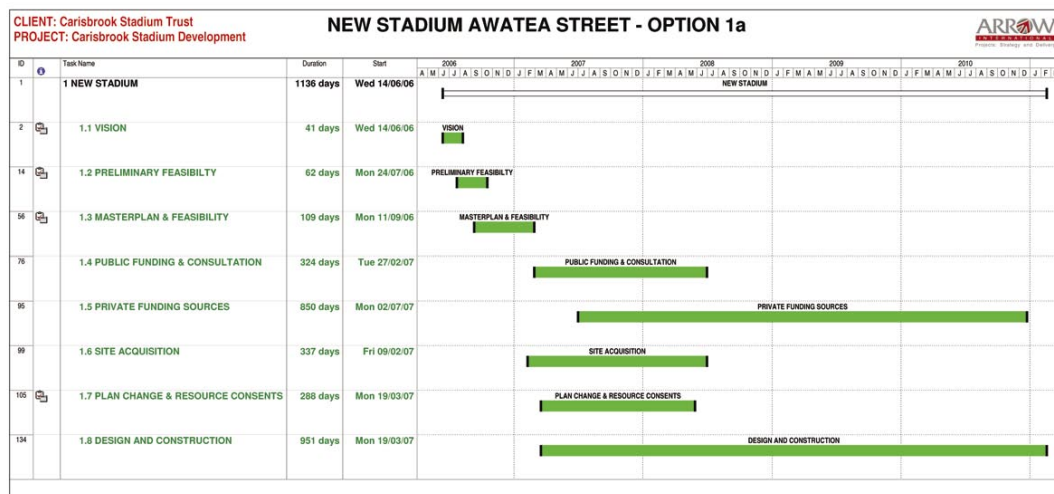 CLIENT: Carisbrook Stadium Trust
PROJECT: Carisbrook Stadium Development
NEW STADIUM AWATEA STREET - OPTION 1a
ARROW
INTERNATIONAL
Projects: Strategy and Delivery
ID Task Name Duration Start 2006 2007 2008 2009 2010
A M J J A S O N D J F M A M J J A S O N D J F M A M J J A S O N D J F M A M J J A S O N D J F M A M J J A S O N D J F
1 1 NEW STADIUM 1136 days Wed 14/06/06 NEW STADIUM
2 1.1 VISION 41 days Wed 14/06/06 VISION
14 1.2 PRELIMINARY FEASIBILTY 62 days Mon 24/07/06 PRELIMINARY FEASIBILTY
56 1.3 MASTERPLAN & FEASIBILITY 109 days Mon 11/09/06 MASTERPLAN & FEASIBILITY
76 1.4 PUBLIC FUNDING & CONSULTATION 324 days Tue 27/02/07 PUBLIC FUNDING & CONSULTATION
95 1.5 PRIVATE FUNDING SOURCES 850 days Mon 02/07/07 PRIVATE FUNDING SOURCES
99 1.6 SITE ACQUISITION 337 days Fri 09/02/07 SITE ACQUISITION
105 1.7 PLAN CHANGE & RESOURCE CONSENTS 288 days Mon 19/03/07 PLAN CHANGE & RESOURCE CONSENTS
134 1.8 DESIGN AND CONSTRUCTION 951 days Mon 19/03/07 DESIGN AND CONSTRUCTION